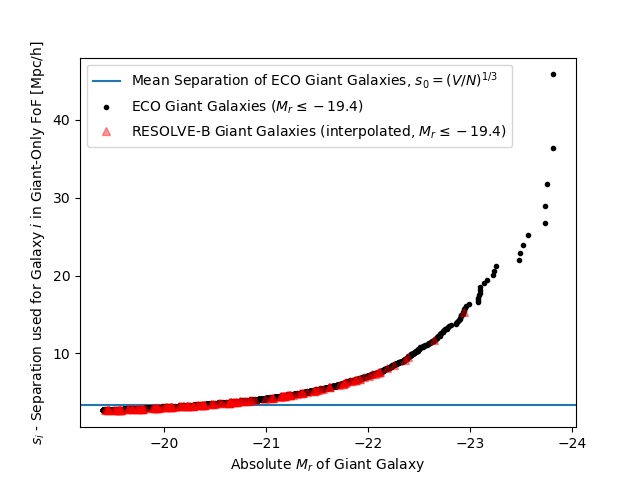 Mean Separation of ECO Giant Galaxies, s₀ = (V/N)^{1/3}
ECO Giant Galaxies (M_r ≤ −19.4)
RESOLVE-B Giant Galaxies (interpolated, M_r ≤ −19.4)
s_i - Separation used for Galaxy i in Giant-Only FoF [Mpc/h]
40
30
20
10
−20
−21
−22
−23
−24
Absolute M_r of Giant Galaxy